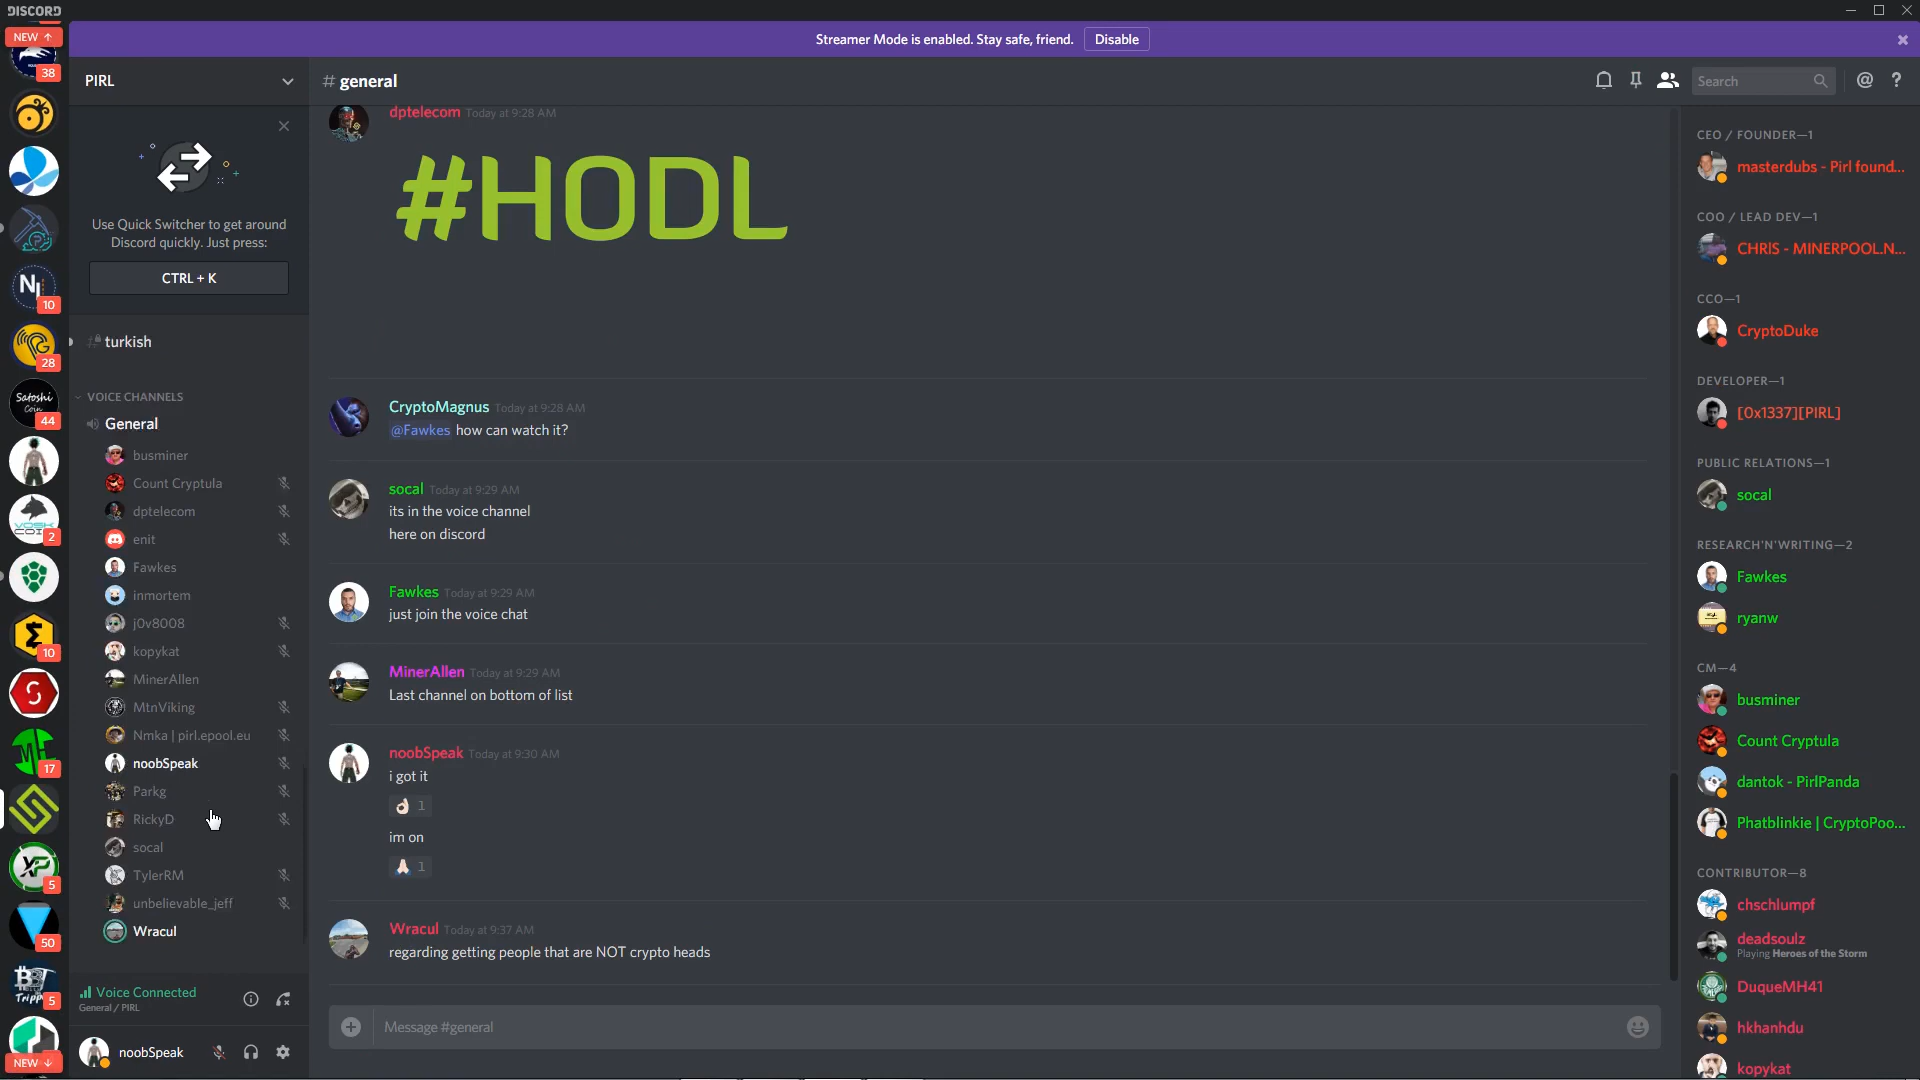 DISCORD
NEW ↑
38
10
28
Satoshi
Coin
44
VOSK
COIN
2
10
17
XP
5
50
BBT
Tripp
5
NEW ↓
Streamer Mode is enabled. Stay safe, friend.
Disable
PIRL
# general
Search
Use Quick Switcher to get around
Discord quickly. Just press:
CTRL + K
turkish
VOICE CHANNELS
General
busminer
Count Cryptula
dptelecom
enit
Fawkes
inmortem
j0v8008
kopykat
MinerAllen
MtnViking
Nmka | pirl.epool.eu
noobSpeak
Parkg
RickyD
socal
TylerRM
unbelievable_jeff
Wracul
Voice Connected
General / PIRL
noobSpeak
dptelecom Today at 9:28 AM
#HODL
CryptoMagnus Today at 9:28 AM
@Fawkes how can watch it?
socal Today at 9:29 AM
its in the voice channel
here on discord
Fawkes Today at 9:29 AM
just join the voice chat
MinerAllen Today at 9:29 AM
Last channel on bottom of list
noobSpeak Today at 9:30 AM
i got it
1
im on
1
Wracul Today at 9:37 AM
regarding getting people that are NOT crypto heads
Message #general
CEO / FOUNDER—1
masterdubs - Pirl found...
COO / LEAD DEV—1
CHRIS - MINERPOOL.N...
CCO—1
CryptoDuke
DEVELOPER—1
[0x1337][PIRL]
PUBLIC RELATIONS—1
socal
RESEARCH'N'WRITING—2
Fawkes
ryanw
CM—4
busminer
Count Cryptula
dantok - PirlPanda
Phatblinkie | CryptoPoo...
CONTRIBUTOR—8
chschlumpf
deadsoulz
Playing Heroes of the Storm
DuqueMH41
hkhanhdu
kopykat